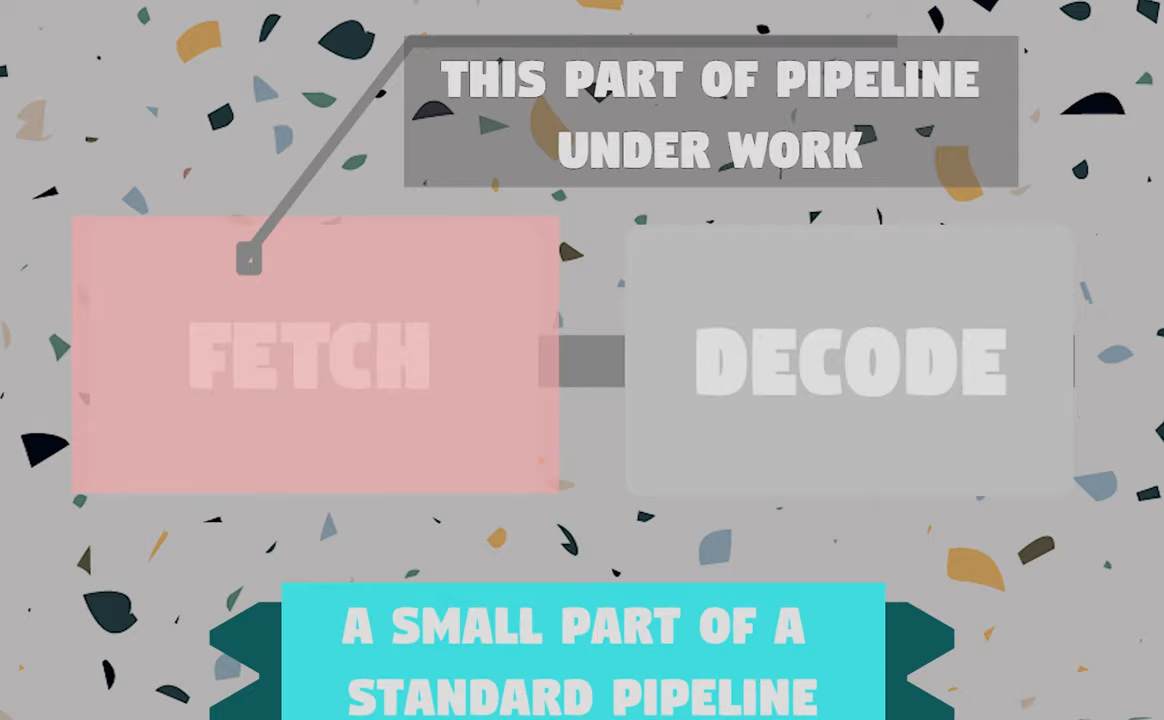 THIS PART OF PIPELINE
UNDER WORK
FETCH
DECODE
A SMALL PART OF A
STANDARD PIPELINE